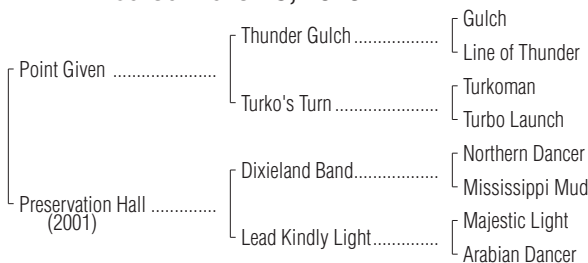 Gulch
Thunder Gulch
Line of Thunder
Point Given
Turkoman
Turko's Turn
Turbo Launch
Northern Dancer
Dixieland Band
Mississippi Mud
Preservation Hall
(2001)
Majestic Light
Lead Kindly Light
Arabian Dancer